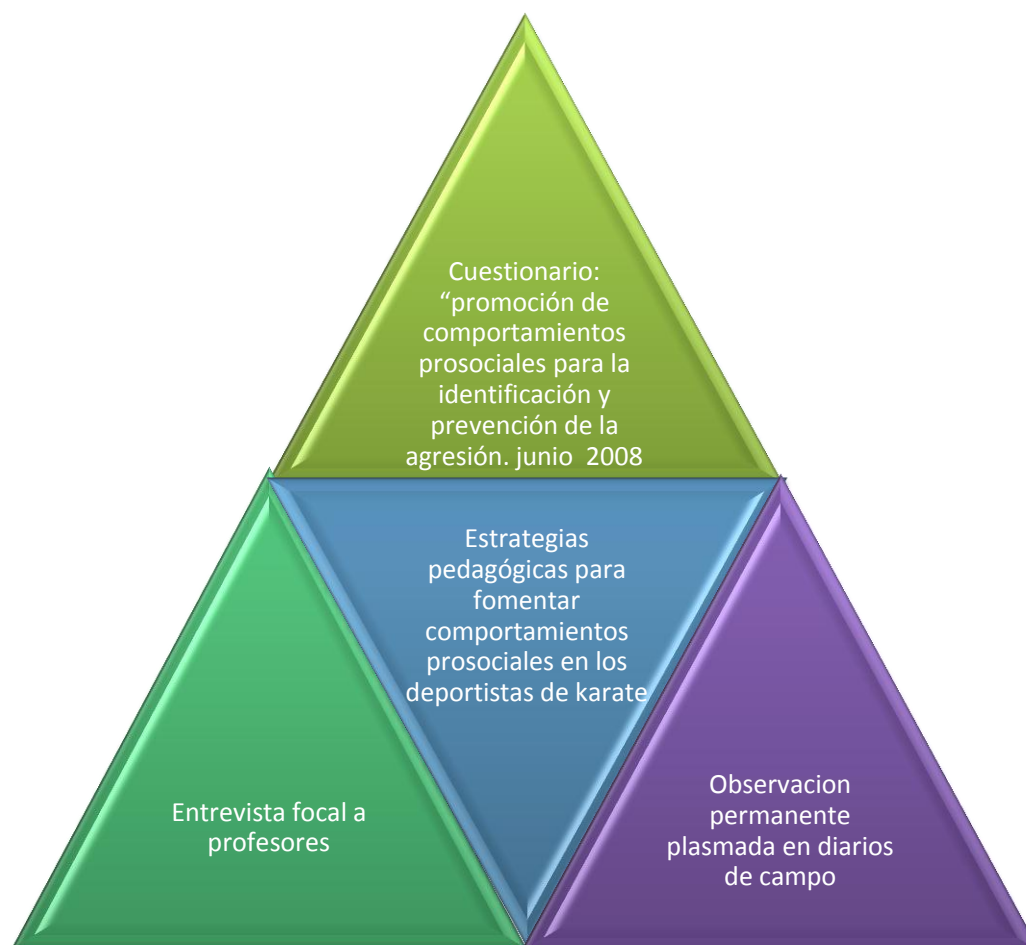 Cuestionario:
“promoción de
comportamientos
prosociales para la
identificación y
prevención de la
agresión. junio  2008
Estrategias
pedagógicas para
fomentar
comportamientos
prosociales en los
deportistas de karate
Entrevista focal a
profesores
Observacion
permanente
plasmada en diarios
de campo